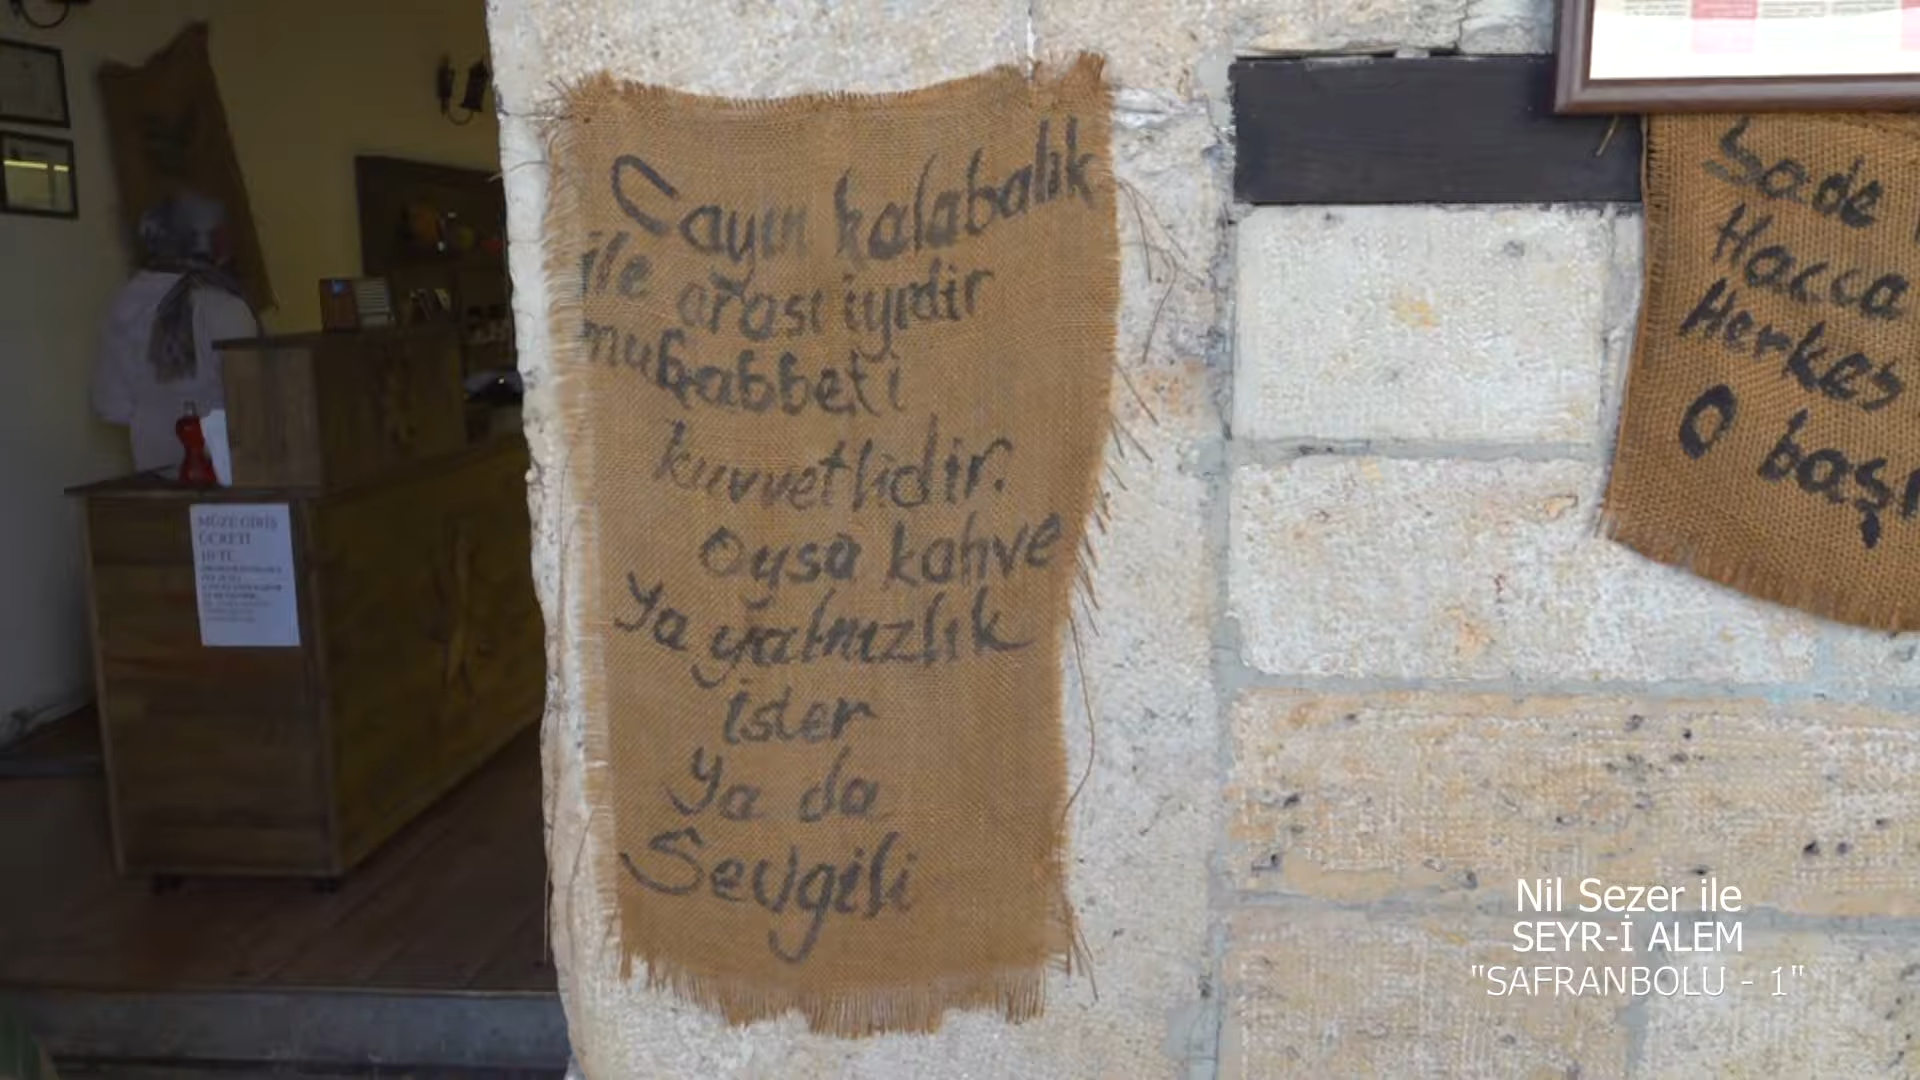 Çayın kalabalık
ile arası iyidir
muhabbeti
kuvvetlidir.
Oysa kahve
Ya yalnızlık
ister
Ya da
Sevgili
Sade
Hacca
Herkes
O başı
MÜZE GİRİŞ
ÜCRETİ
10 TL
Nil Sezer ile
SEYR-İ ALEM
"SAFRANBOLU - 1"